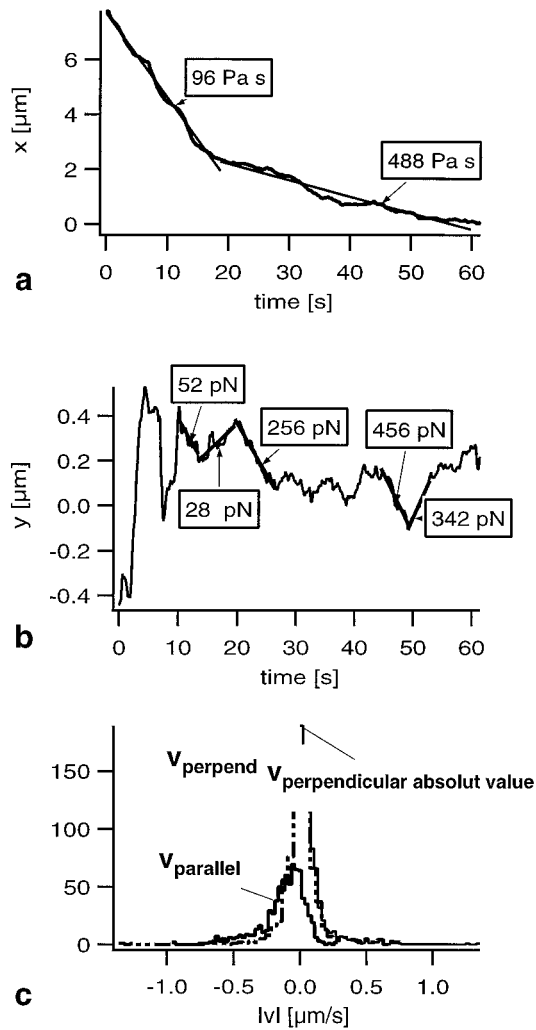 96 Pa s
488 Pa s
6
4
2
0
x [µm]
0 10 20 30 40 50 60
time [s]
a
52 pN
256 pN
456 pN
28 pN
342 pN
0.4
0.2
0.0
-0.2
-0.4
y [µm]
0 10 20 30 40 50 60
time [s]
b
Vperpend
Vperpendicular absolut value
Vparallel
150
100
50
0
-1.0 -0.5 0.0 0.5 1.0
IvI [µm/s]
c